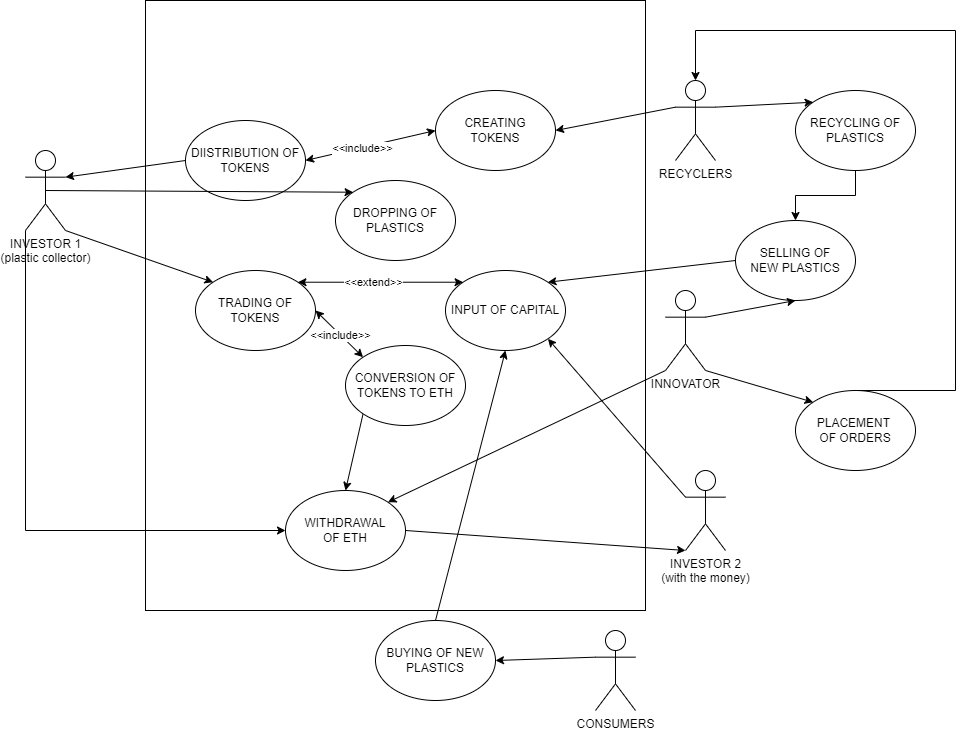 CREATING
TOKENS
RECYCLING OF
PLASTICS
DIISTRIBUTION OF
TOKENS
<<include>>
RECYCLERS
DROPPING OF
PLASTICS
INVESTOR 1
(plastic collector)
SELLING OF
NEW PLASTICS
TRADING OF
TOKENS
<<extend>>
INPUT OF CAPITAL
<<include>>
CONVERSION OF
TOKENS TO ETH
INNOVATOR
PLACEMENT
OF ORDERS
WITHDRAWAL
OF ETH
INVESTOR 2
(with the money)
BUYING OF NEW
PLASTICS
CONSUMERS